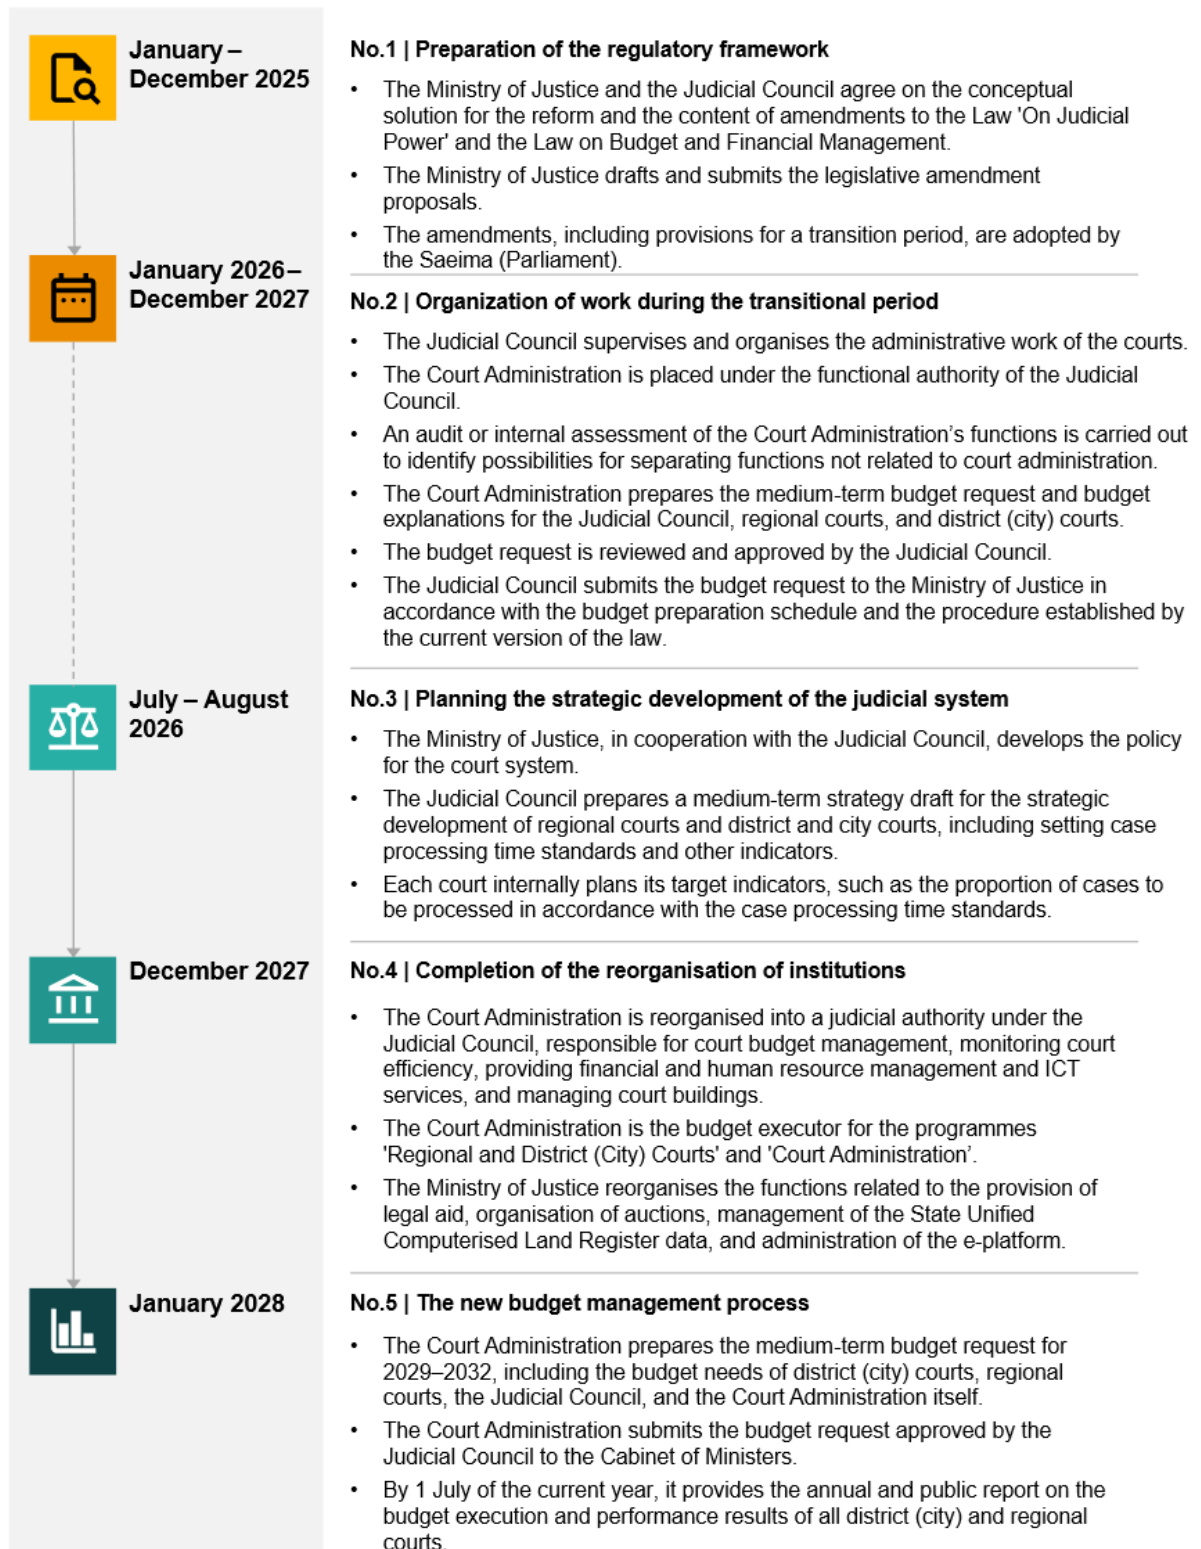 January –
December 2025
No.1 | Preparation of the regulatory framework
• The Ministry of Justice and the Judicial Council agree on the conceptual
solution for the reform and the content of amendments to the Law 'On Judicial
Power' and the Law on Budget and Financial Management.
• The Ministry of Justice drafts and submits the legislative amendment
proposals.
• The amendments, including provisions for a transition period, are adopted by
the Saeima (Parliament).
January 2026–
December 2027
No.2 | Organization of work during the transitional period
• The Judicial Council supervises and organises the administrative work of the courts.
• The Court Administration is placed under the functional authority of the Judicial
Council.
• An audit or internal assessment of the Court Administration’s functions is carried out
to identify possibilities for separating functions not related to court administration.
• The Court Administration prepares the medium-term budget request and budget
explanations for the Judicial Council, regional courts, and district (city) courts.
• The budget request is reviewed and approved by the Judicial Council.
• The Judicial Council submits the budget request to the Ministry of Justice in
accordance with the budget preparation schedule and the procedure established by
the current version of the law.
July – August
2026
No.3 | Planning the strategic development of the judicial system
• The Ministry of Justice, in cooperation with the Judicial Council, develops the policy
for the court system.
• The Judicial Council prepares a medium-term strategy draft for the strategic
development of regional courts and district and city courts, including setting case
processing time standards and other indicators.
• Each court internally plans its target indicators, such as the proportion of cases to
be processed in accordance with the case processing time standards.
December 2027
No.4 | Completion of the reorganisation of institutions
• The Court Administration is reorganised into a judicial authority under the
Judicial Council, responsible for court budget management, monitoring court
efficiency, providing financial and human resource management and ICT
services, and managing court buildings.
• The Court Administration is the budget executor for the programmes
'Regional and District (City) Courts' and 'Court Administration’.
• The Ministry of Justice reorganises the functions related to the provision of
legal aid, organisation of auctions, management of the State Unified
Computerised Land Register data, and administration of the e-platform.
January 2028
No.5 | The new budget management process
• The Court Administration prepares the medium-term budget request for
2029–2032, including the budget needs of district (city) courts, regional
courts, the Judicial Council, and the Court Administration itself.
• The Court Administration submits the budget request approved by the
Judicial Council to the Cabinet of Ministers.
• By 1 July of the current year, it provides the annual and public report on the
budget execution and performance results of all district (city) and regional
courts.